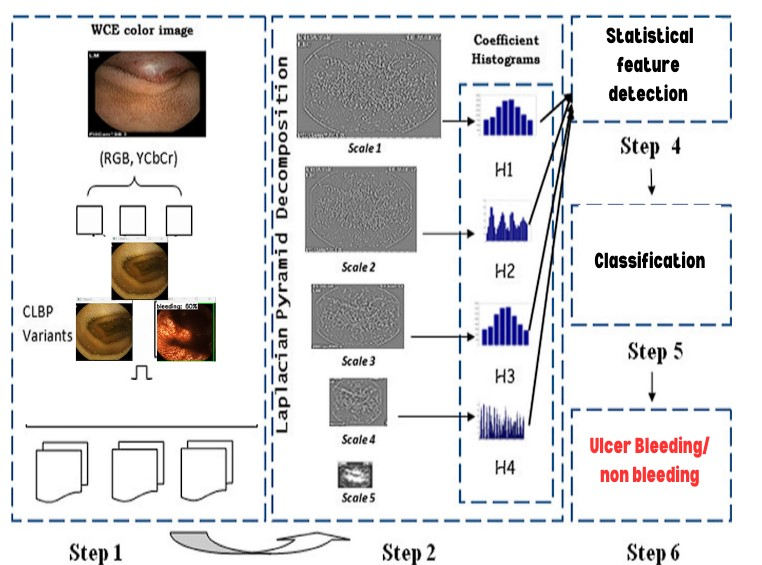 WCE color image
(RGB, YCbCr)
CLBP
Variants
bleeding: 60%
Step 1
Laplacian Pyramid Decomposition
Scale 1
Scale 2
Scale 3
Scale 4
Scale 5
Coefficient
Histograms
H1
H2
H3
H4
Step 2
Statistical
feature
detection
Step 4
Classification
Step 5
Ulcer Bleeding/
non bleeding
Step 6